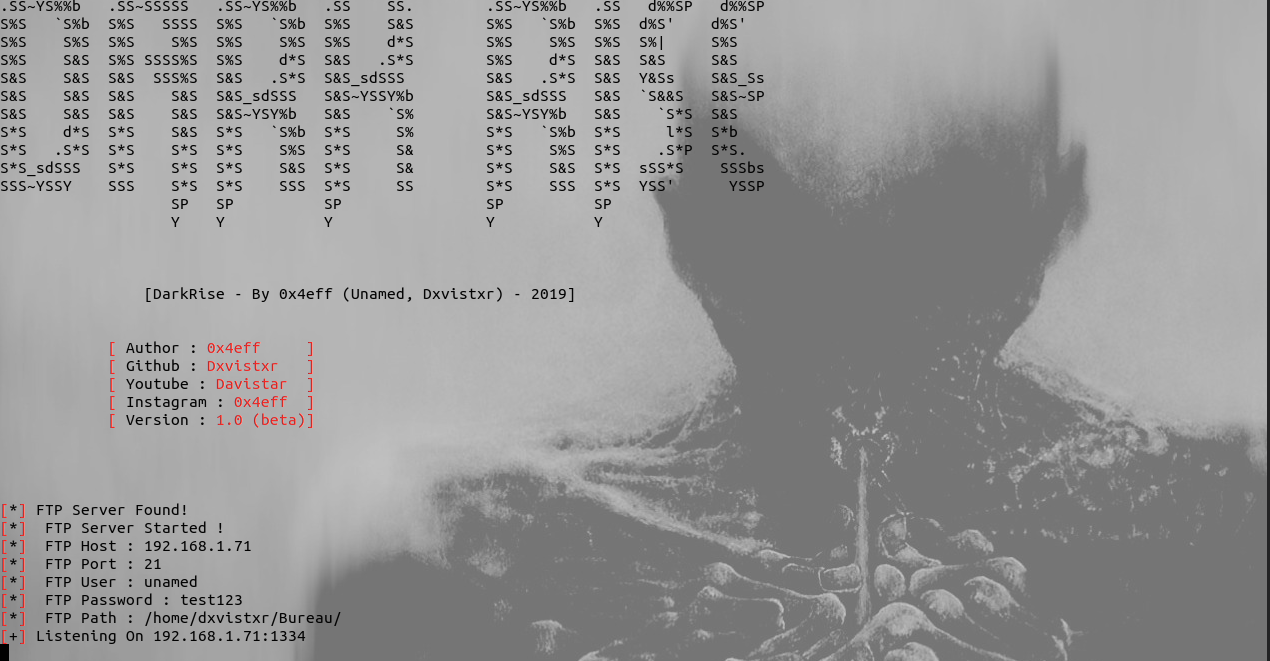 .SS~YS%%b   .SS~SSSSS   .SS~YS%%b   .SS    SS.        .SS~YS%%b   .SS   d%%SP   d%%SP
S%S   `S%b  S%S   SSSS  S%S   `S%b  S%S    S&S        S%S   `S%b  S%S  d%S'    d%S'
S%S    S%S  S%S    S%S  S%S    S%S  S%S    d*S        S%S    S%S  S%S  S%|     S%S
S%S    S&S  S%S SSSS%S  S%S    d*S  S&S   .S*S        S%S    d*S  S&S  S&S     S&S
S&S    S&S  S&S  SSS%S  S&S   .S*S  S&S_sdSSS         S&S   .S*S  S&S  Y&Ss    S&S_Ss
S&S    S&S  S&S    S&S  S&S_sdSSS   S&S~YSSY%b        S&S_sdSSS   S&S  `S&&S   S&S~SP
S&S    S&S  S&S    S&S  S&S~YSY%b   S&S    `S%        S&S~YSY%b   S&S    `S*S  S&S
S*S    d*S  S*S    S&S  S*S   `S%b  S*S     S%        S*S   `S%b  S*S     l*S  S*b
S*S   .S*S  S*S    S*S  S*S    S%S  S*S     S&        S*S    S%S  S*S    .S*P  S*S.
S*S_sdSSS   S*S    S*S  S*S    S&S  S*S     S&        S*S    S&S  S*S  sSS*S    SSSbs
SSS~YSSY    SSS    S*S  S*S    SSS  S*S     SS        S*S    SSS  S*S  YSS'      YSSP
SP   SP          SP                SP          SP
Y    Y           Y                 Y           Y
[DarkRise - By 0x4eff (Unamed, Dxvistxr) - 2019]
[ Author : 0x4eff     ]
[ Github : Dxvistxr   ]
[ Youtube : Davistar  ]
[ Instagram : 0x4eff  ]
[ Version : 1.0 (beta)]
[*] FTP Server Found!
[*]  FTP Server Started !
[*]  FTP Host : 192.168.1.71
[*]  FTP Port : 21
[*]  FTP User : unamed
[*]  FTP Password : test123
[*]  FTP Path : /home/dxvistxr/Bureau/
[+] Listening On 192.168.1.71:1334